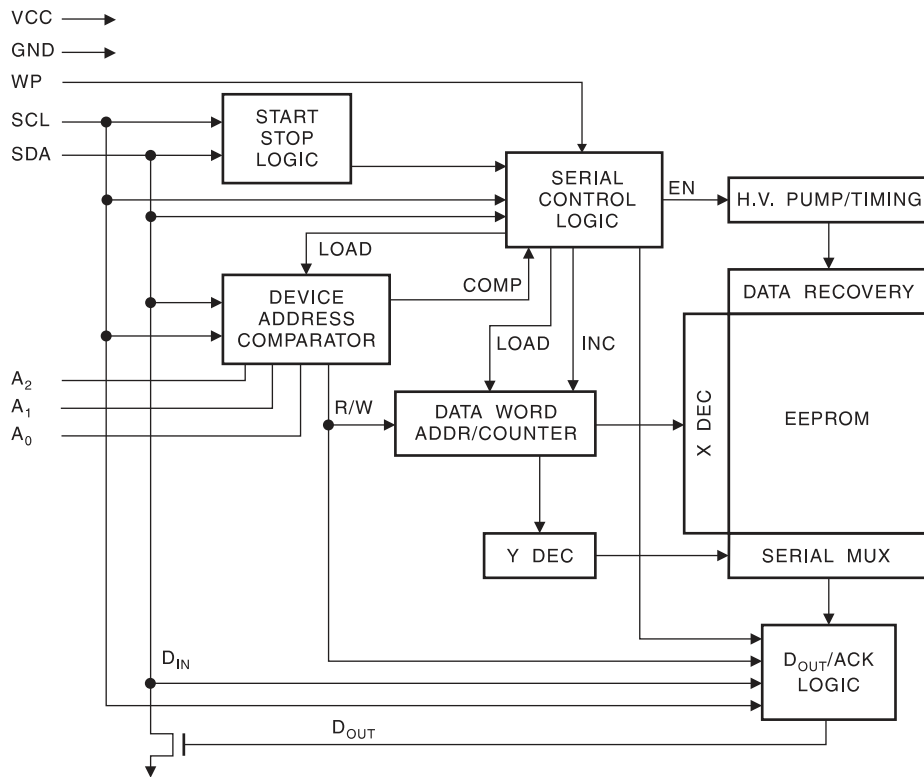 VCC
GND
WP
SCL
SDA
START
STOP
LOGIC
SERIAL
CONTROL
LOGIC
EN
H.V. PUMP/TIMING
LOAD
COMP
DEVICE
ADDRESS
COMPARATOR
DATA RECOVERY
LOAD
INC
A2
A1
A0
R/W
DATA WORD
ADDR/COUNTER
X DEC
EEPROM
Y DEC
SERIAL MUX
DIN
DOUT/ACK
LOGIC
DOUT